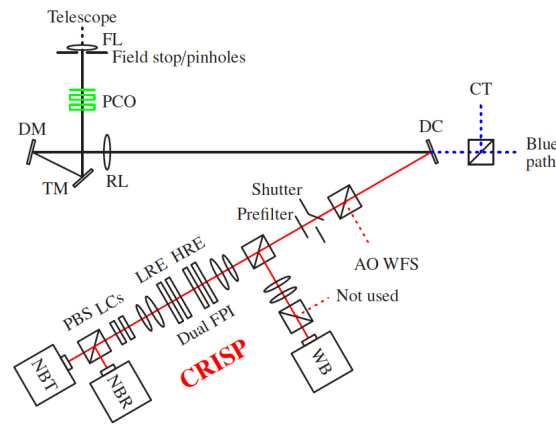 Telescope
FL
Field stop/pinholes
PCO
CT
DM
DC
Blue
path
TM
RL
Shutter
Prefilter
AO WFS
LRE HRE
Not used
PBS LCs
Dual FPI
CRISP
WB
NBT
NBR